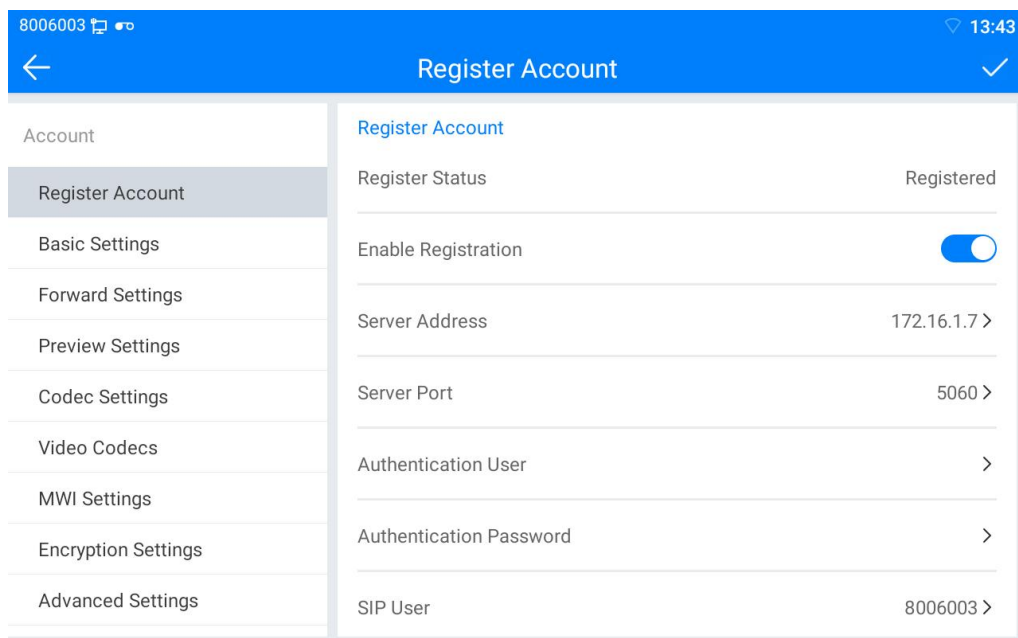 8006003 13:43
Register Account
Account
Register Account
Basic Settings
Forward Settings
Preview Settings
Codec Settings
Video Codecs
MWI Settings
Encryption Settings
Advanced Settings
Register Account
Register Status Registered
Enable Registration
Server Address 172.16.1.7
Server Port 5060
Authentication User
Authentication Password
SIP User 8006003